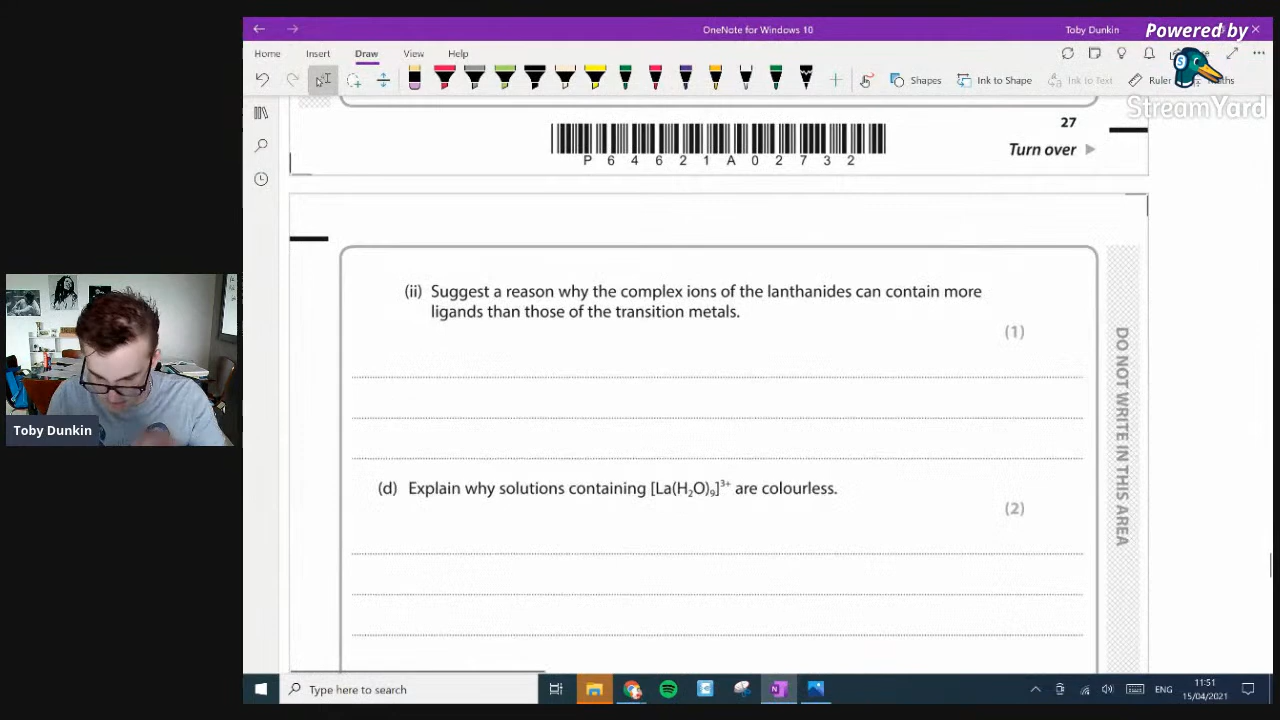 OneNote for Windows 10
Toby Dunkin
Powered by
StreamYard
Home
Insert
Draw
View
Help
Shapes
Ink to Shape
Ink to Text
Ruler
27
Turn over
P 6 4 6 2 1 A 0 2 7 3 2
(ii) Suggest a reason why the complex ions of the lanthanides can contain more
ligands than those of the transition metals.
(1)
(d) Explain why solutions containing [La(H₂O)₉]³⁺ are colourless.
(2)
DO NOT WRITE IN THIS AREA
Toby Dunkin
Type here to search
ENG
11:51
15/04/2021